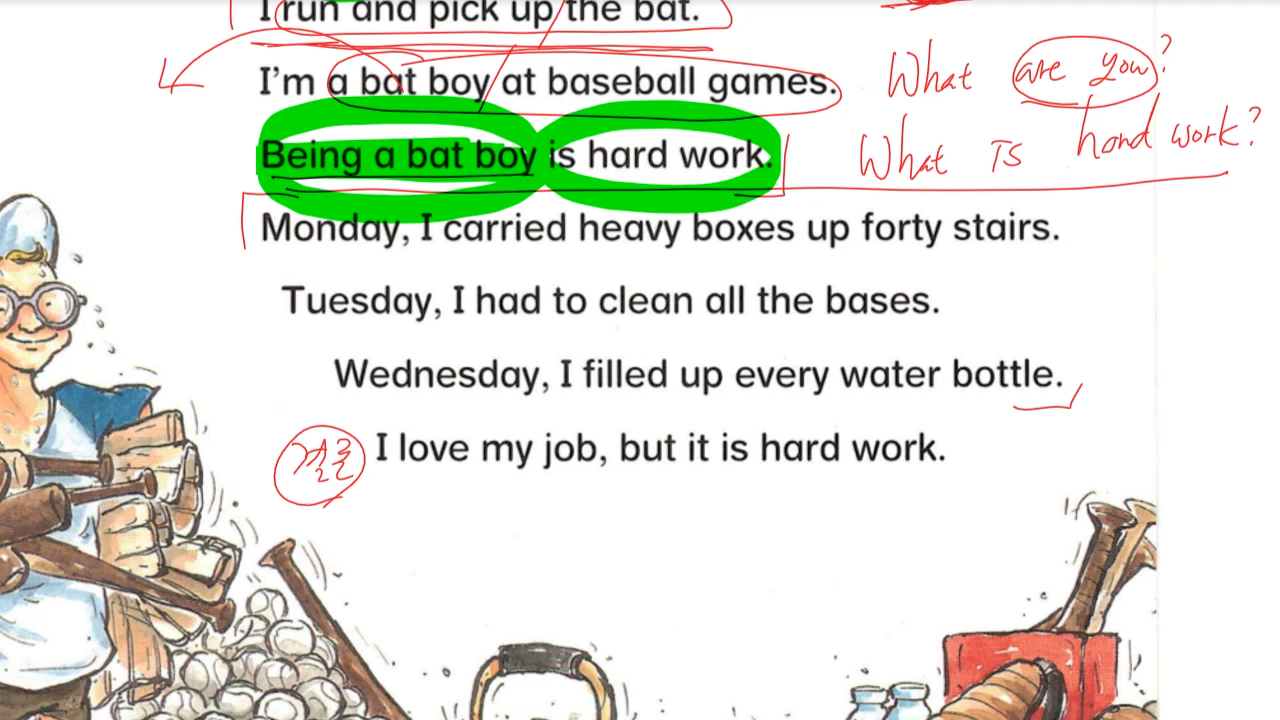 I run and pick up the bat.
I'm a bat boy at baseball games.
What are you?
Being a bat boy is hard work.
What is hard work?
Monday, I carried heavy boxes up forty stairs.
Tuesday, I had to clean all the bases.
Wednesday, I filled up every water bottle.
결론
I love my job, but it is hard work.